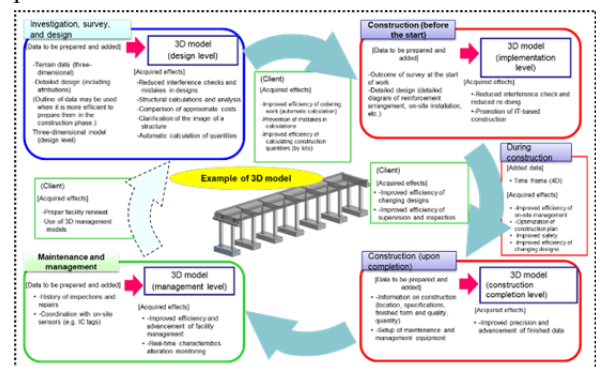 Investigation, survey,
and design
[Data to be prepared and added]
-Terrain data (three-
dimensional)
-Detailed design (including
attributions)
(Outline of data may be used
when it is more efficient to
prepare them in the
construction phase.)
Three-dimensional model
(design level)
3D model
(design level)
[Acquired effects]
-Reduced interference checks and
mistakes in designs
-Structural calculations and analysis
-Comparison of approximate costs
-Clarification of the image of a
structure
-Automatic calculation of quantities
(Client)
[Acquired effects]
-Improved efficiency of ordering
work (automatic calculation)
-Prevention of mistakes in
calculations
-Improved efficiency of
calculating construction
quantities (by lots)
Construction (before
the start)
[Data to be prepared and
added]
-Outcome of survey at the start
of work
-Detailed design (detailed
diagram of reinforcement
arrangement, on-site installation,
etc.)
3D model
(implementation
level)
[Acquired effects]
-Reduced interference check and
reduced re-doing
•Promotion of IT-based
construction
During
construction
[Added data]
• Time frame (4D)
[Acquired effects]
• -Improved efficiency of
on-site management
• -Optimization of
construction plan
• Improved safety
• -Improved efficiency of
changing designs
Example of 3D model
(Client)
[Acquired effects]
-Proper facility renewal
-Use of 3D management
models
(Client)
[Acquired effects]
• -Improved efficiency of
changing designs
• -Improved efficiency of
supervision and inspection
Maintenance and
management
[Data to be prepared and added]
• -History of inspections and
repairs
• -Coordination with on-site
sensors (e.g. IC tags)
3D model
(management level)
[Acquired effects]
• -Improved efficiency and
advancement of facility
management
• -Real-time characteristics
alteration monitoring
Construction (upon
completion)
[Data to be prepared and
added]
-Information on construction
(location, specifications,
finished form and quality,
quantity)
-Setup of maintenance and
management equipment
3D model
(construction
completion level)
[Acquired effects]
• -Improved precision and
advancement of finished data